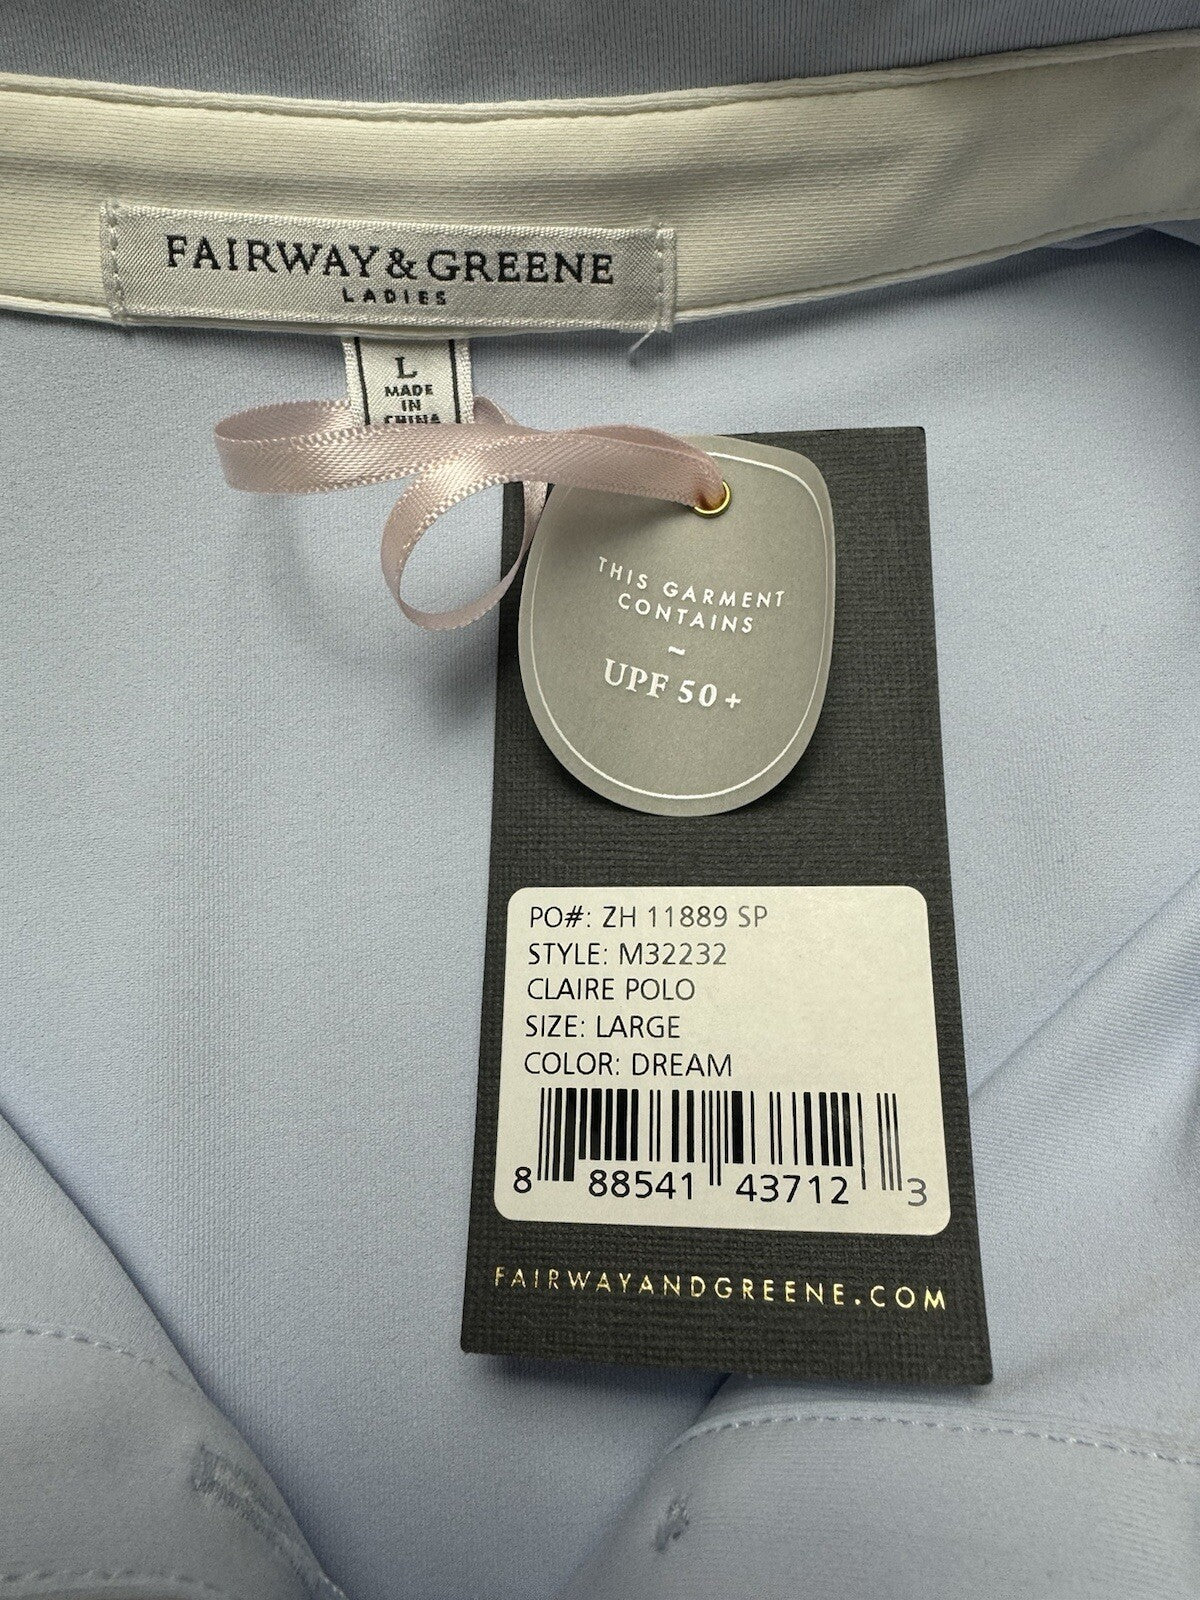 FAIRWAY & GREENE
LADIES
L
MADE
IN
CHINA
THIS GARMENT
CONTAINS
~
UPF 50+
PO#: ZH 11889 SP
STYLE: M32232
CLAIRE POLO
SIZE: LARGE
COLOR: DREAM
8 88541 43712 3
FAIRWAYANDGREENE.COM